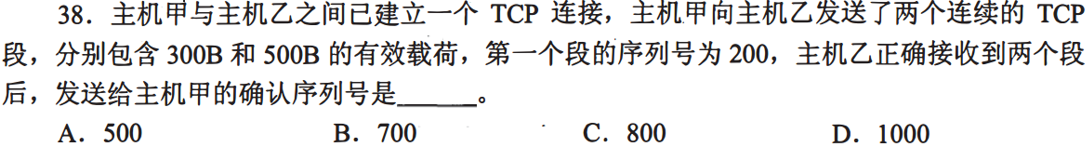 38．主机甲与主机乙之间已建立一个 TCP 连接，主机甲向主机乙发送了两个连续的 TCP
段，分别包含 300B 和 500B 的有效载荷，第一个段的序列号为 200，主机乙正确接收到两个段
后，发送给主机甲的确认序列号是______。
A．500 B．700 C．800 D．1000